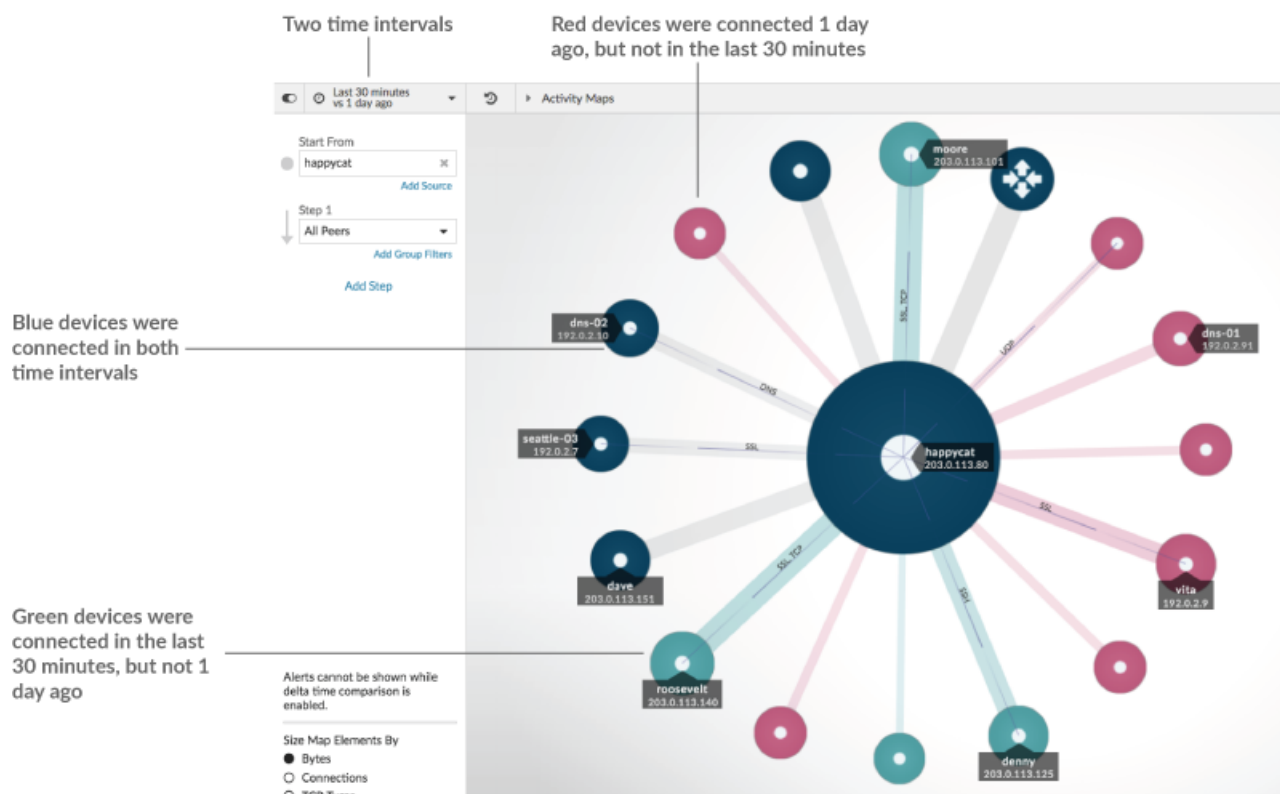 Two time intervals
Red devices were connected 1 day
ago, but not in the last 30 minutes
Last 30 minutes
vs 1 day ago
Activity Maps
Start From
happycat
Add Source
Step 1
All Peers
Add Group Filters
Add Step
Blue devices were
connected in both
time intervals
Green devices were
connected in the last
30 minutes, but not 1
day ago
Alerts cannot be shown while
delta time comparison is
enabled.
Size Map Elements By
Bytes
Connections
moore
203.0.113.101
SSL, TCP
UDP
dns-01
192.0.2.91
dns-02
192.0.2.10
DNS
seattle-03
192.0.2.7
SSL
happycat
203.0.113.80
SSL
vita
192.0.2.9
dave
203.0.113.151
SSL, TCP
SSH
roosevelt
203.0.113.140
denny
203.0.113.125